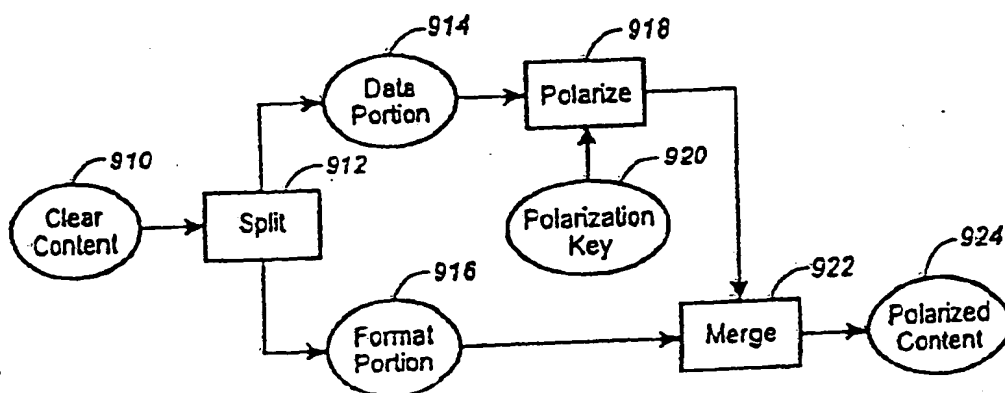 914
918
Data
Portion
Polarize
910
912
920
Clear
Content
Split
Polarization
Key
924
916
922
Format
Portion
Merge
Polarized
Content